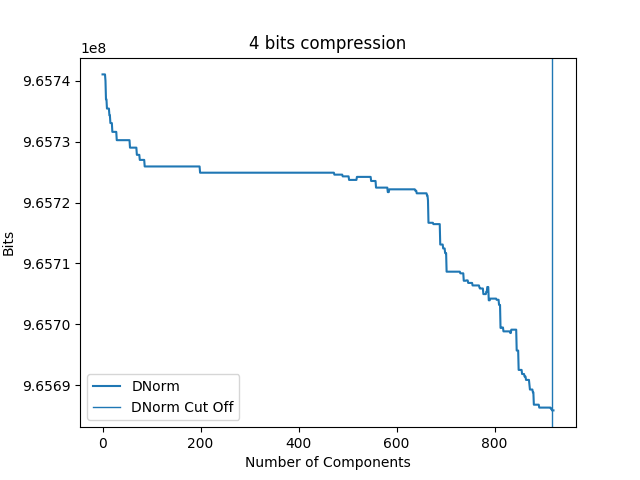 4 bits compression
1e8
9.6574
9.6573
9.6572
9.6571
9.6570
9.6569
Bits
DNorm
DNorm Cut Off
0 200 400 600 800
Number of Components